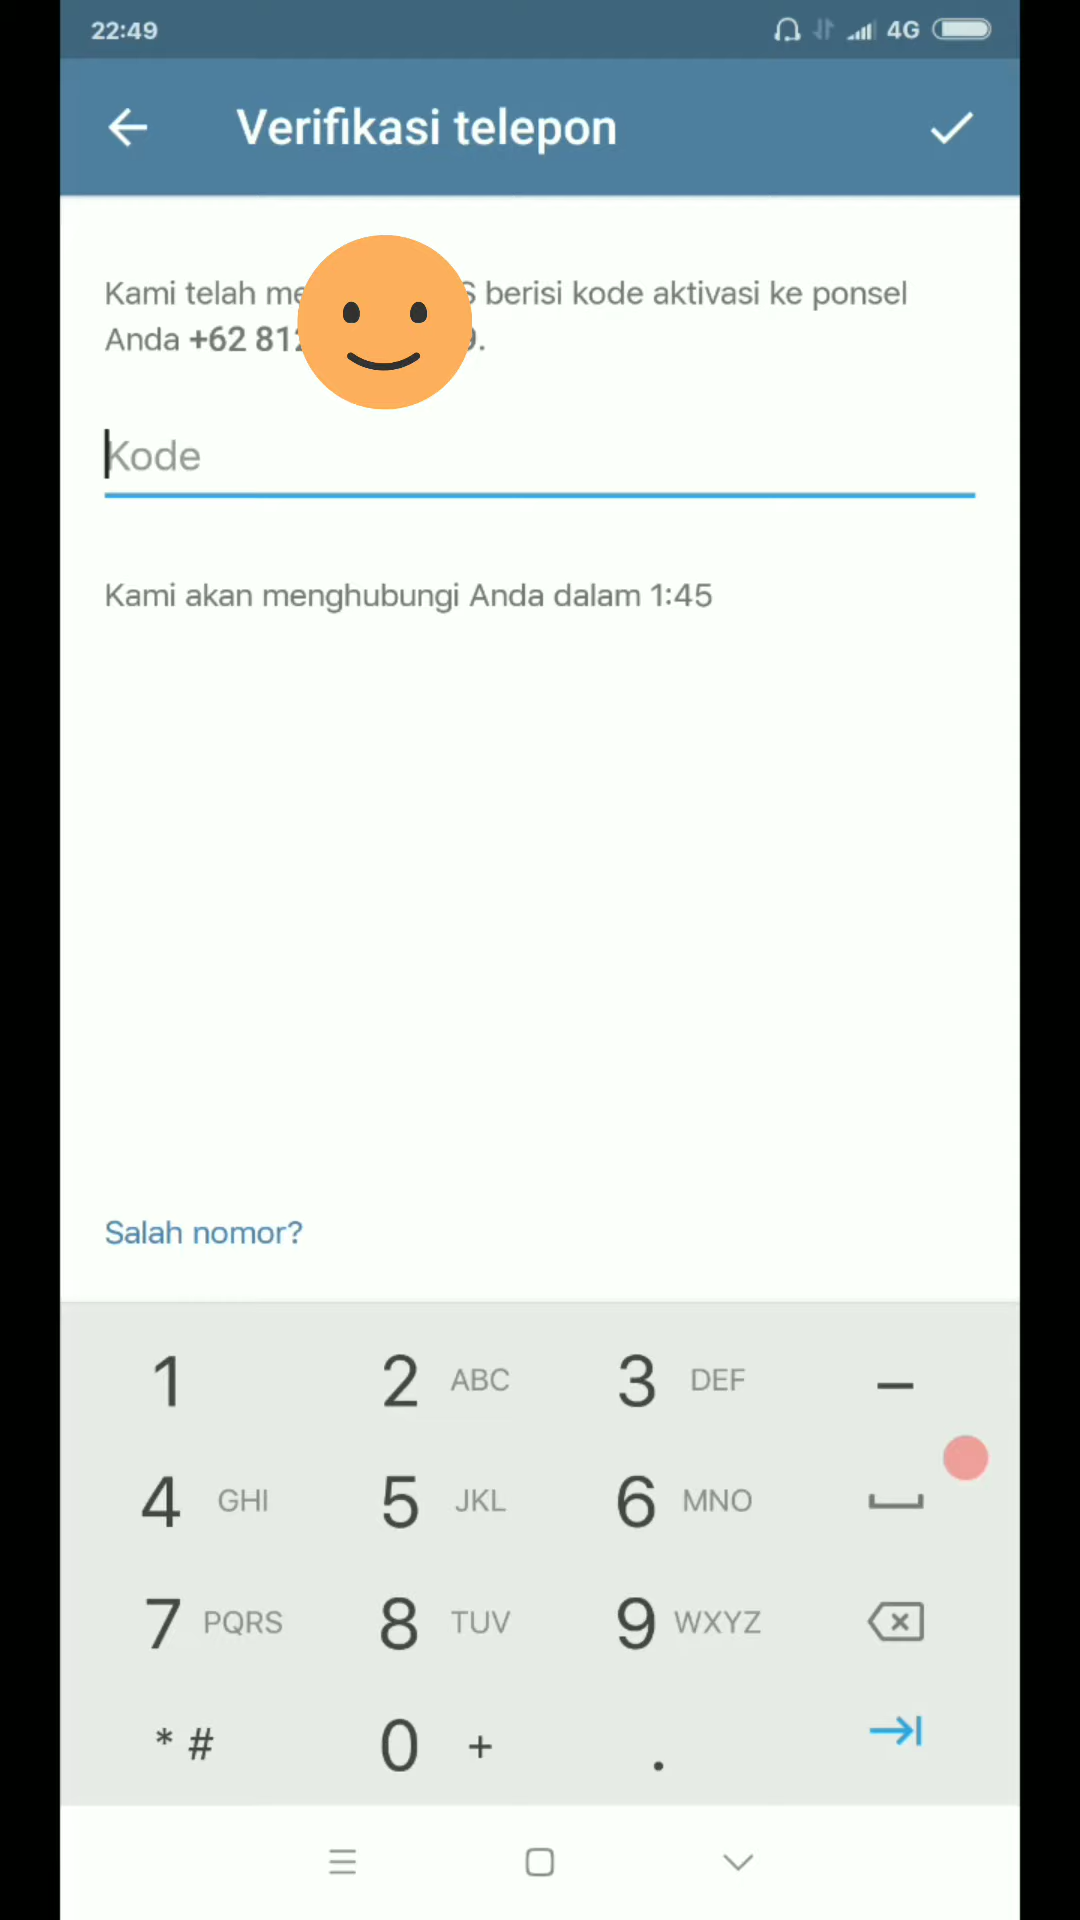 22:49 4G
Verifikasi telepon
Kami telah berisi kode aktivasi ke ponsel
Anda +62
Kode
Kami akan menghubungi Anda dalam 1:45
Salah nomor?
1 2 ABC 3 DEF –
4 GHI 5 JKL 6 MNO
7 PQRS 8 TUV 9 WXYZ
* # 0 + .